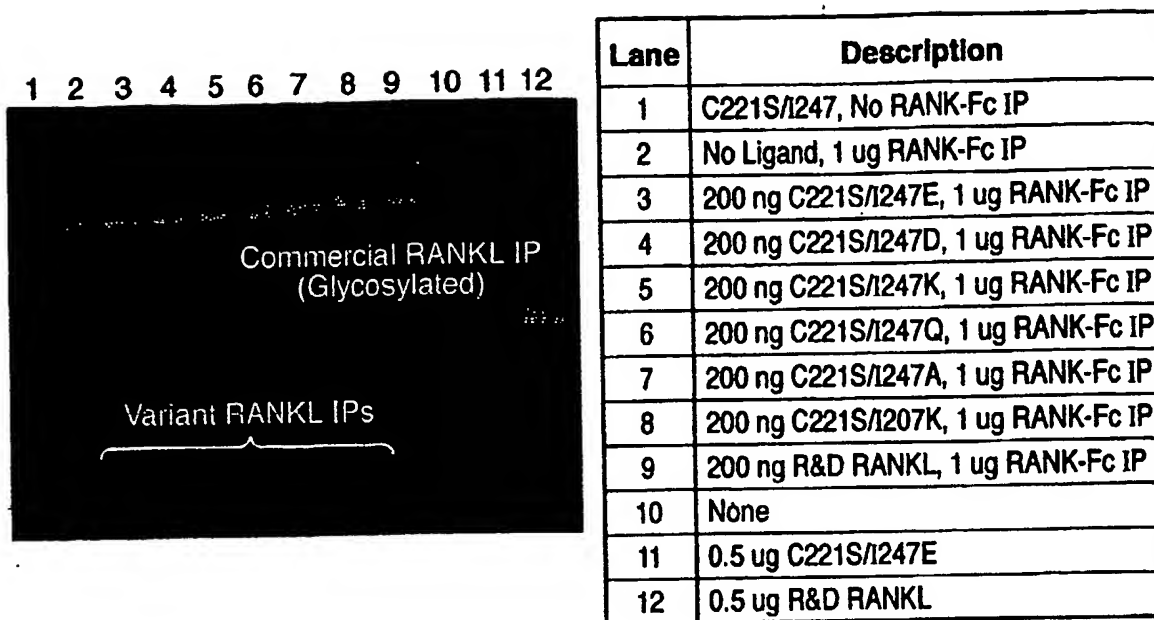 1 2 3 4 5 6 7 8 9 10 11 12
Commercial RANKL IP
(Glycosylated)
Variant RANKL IPs
Lane Description
1 C221S/I247, No RANK-Fc IP
2 No Ligand, 1 ug RANK-Fc IP
3 200 ng C221S/I247E, 1 ug RANK-Fc IP
4 200 ng C221S/I247D, 1 ug RANK-Fc IP
5 200 ng C221S/I247K, 1 ug RANK-Fc IP
6 200 ng C221S/I247Q, 1 ug RANK-Fc IP
7 200 ng C221S/I247A, 1 ug RANK-Fc IP
8 200 ng C221S/I207K, 1 ug RANK-Fc IP
9 200 ng R&D RANKL, 1 ug RANK-Fc IP
10 None
11 0.5 ug C221S/I247E
12 0.5 ug R&D RANKL